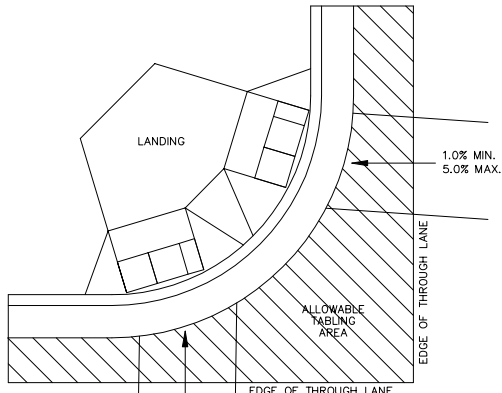 LANDING
1.0% MIN.
5.0% MAX.
EDGE OF THROUGH LANE
ALLOWABLE
TABLING
AREA
EDGE OF THROUGH LANE